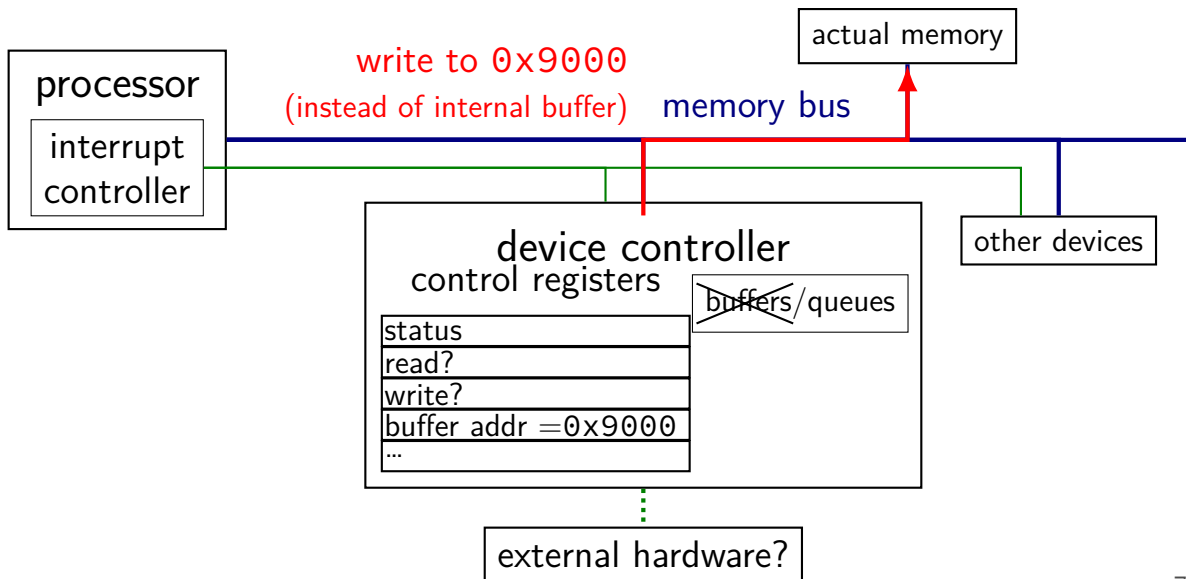 actual memory
write to 0x9000
processor
(instead of internal buffer)
memory bus
interrupt
controller
other devices
device controller
control registers
buffers/queues
status
read?
write?
buffer addr =0x9000
...
external hardware?